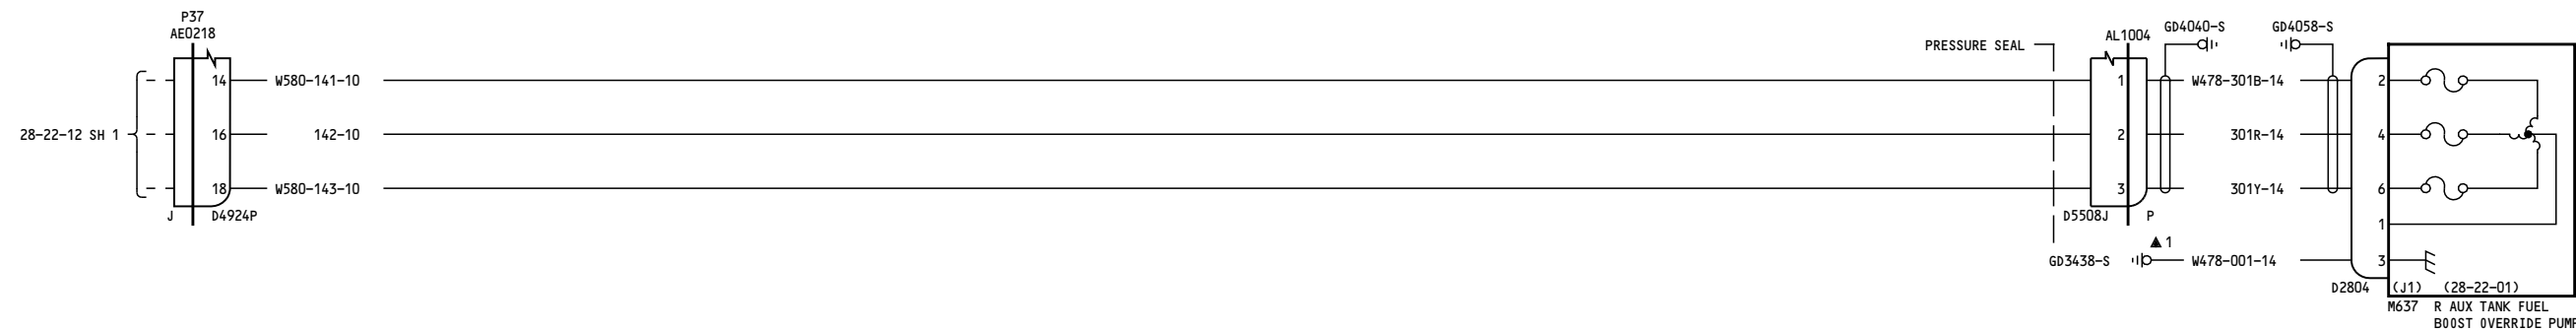 P37
AE0218
14
W580-141-10
28-22-12 SH 1
16
142-10
18
W580-143-10
J
D4924P
PRESSURE SEAL
AL1004
GD4040-S
GD4058-S
1
W478-301B-14
2
2
301R-14
4
3
301Y-14
6
D5508J
P
1
1
GD3438-S
W478-001-14
3
D2804
(J1)
(28-22-01)
M637
R AUX TANK FUEL
BOOST OVERRIDE PUMP